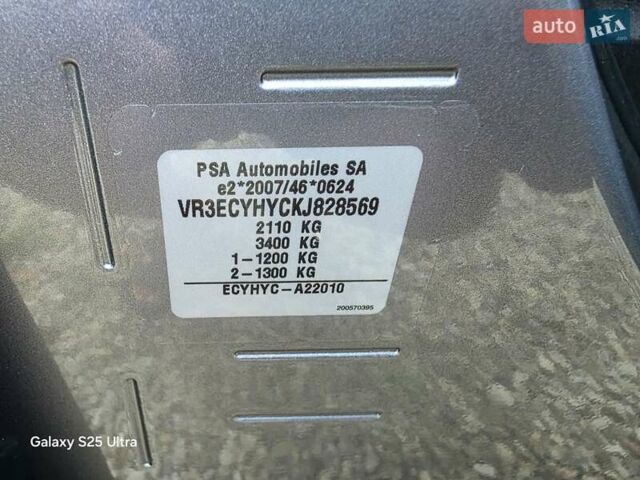 auto RIA
.com
PSA Automobiles SA
e2*2007/46*0624
VR3ECYHYCKJ828569
2110 KG
3400 KG
1-1200 KG
2-1300 KG
ECYHYC-A22010
200570395
Galaxy S25 Ultra